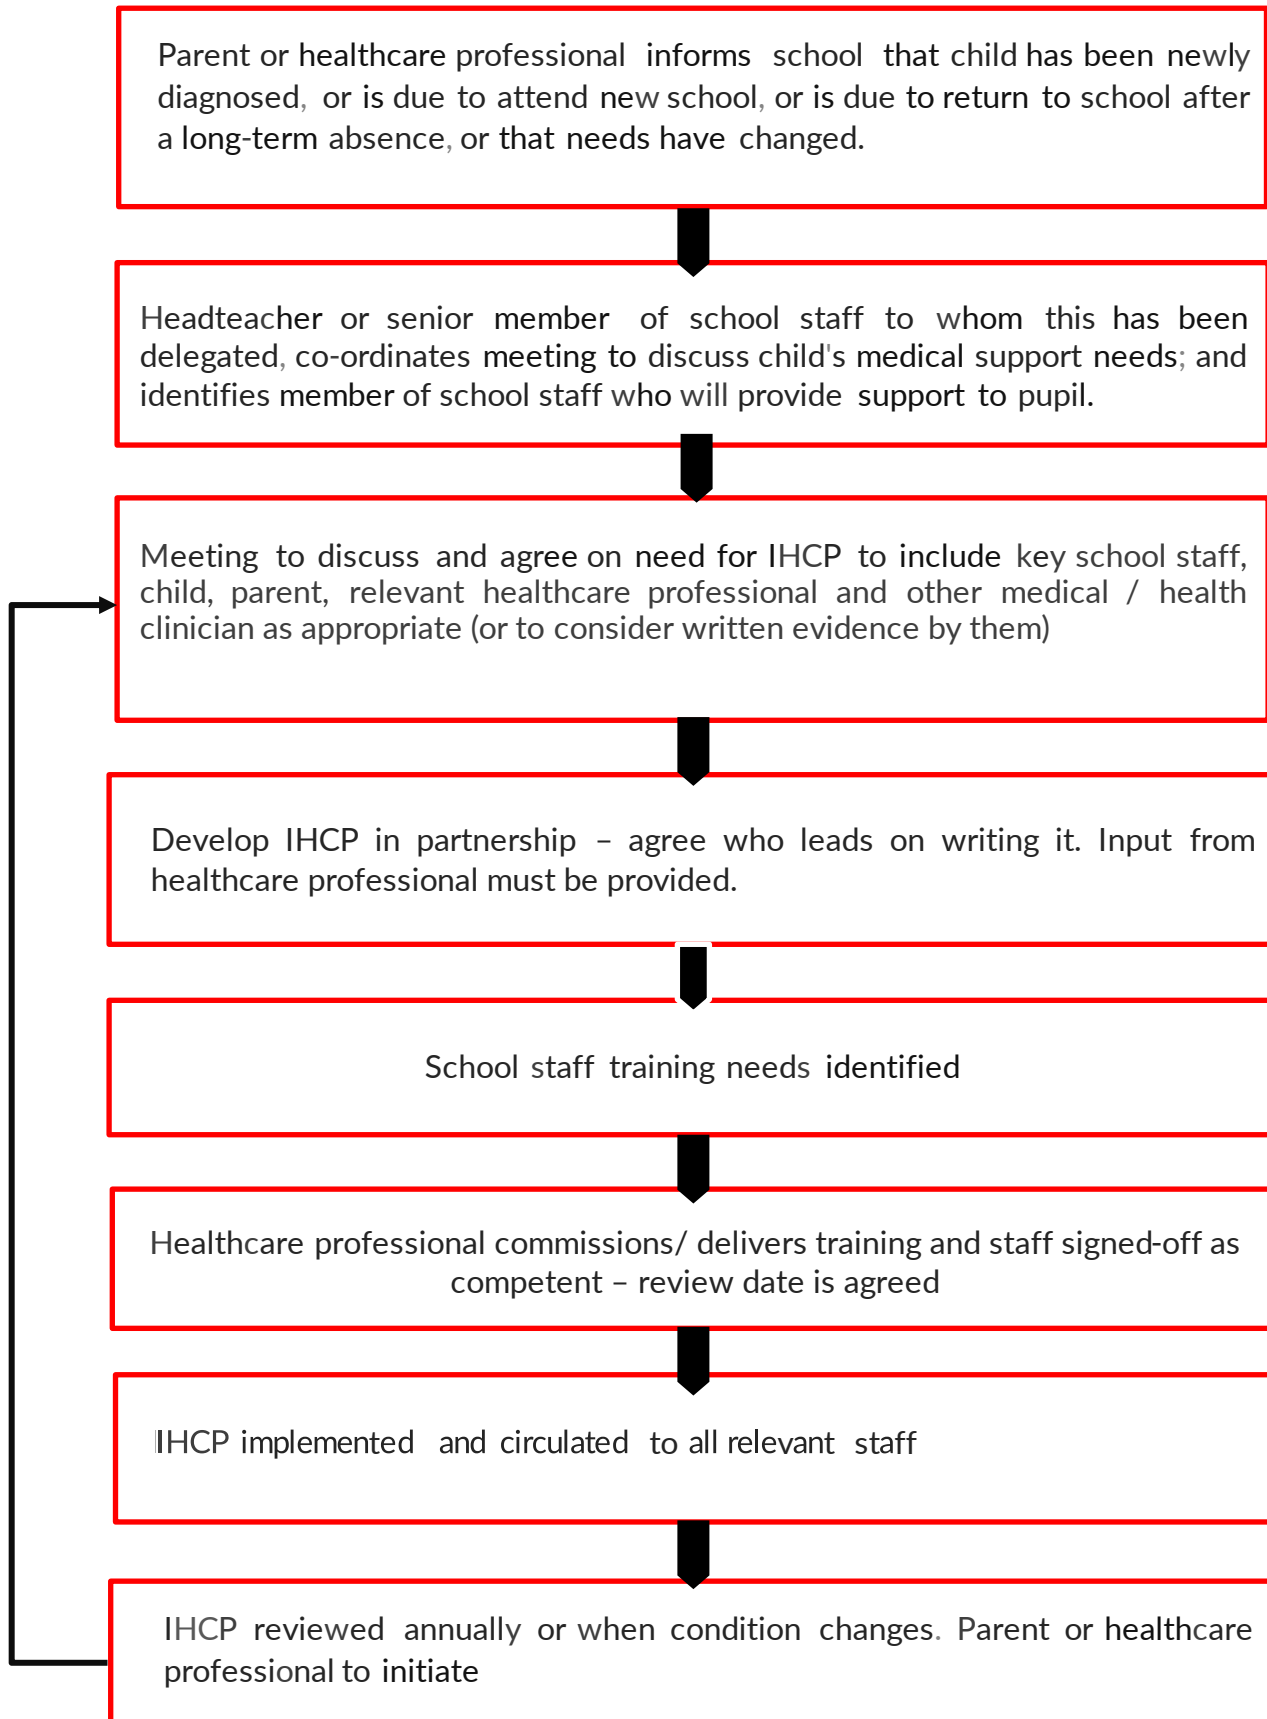 Parent or healthcare professional informs school that child has been newly
diagnosed, or is due to attend new school, or is due to return to school after
a long-term absence, or that needs have changed.
Headteacher or senior member of school staff to whom this has been
delegated, co-ordinates meeting to discuss child's medical support needs; and
identifies member of school staff who will provide support to pupil.
Meeting to discuss and agree on need for IHCP to include key school staff,
child, parent, relevant healthcare professional and other medical / health
clinician as appropriate (or to consider written evidence by them)
Develop IHCP in partnership – agree who leads on writing it. Input from
healthcare professional must be provided.
School staff training needs identified
Healthcare professional commissions/ delivers training and staff signed-off as
competent – review date is agreed
IHCP implemented and circulated to all relevant staff
IHCP reviewed annually or when condition changes. Parent or healthcare
professional to initiate